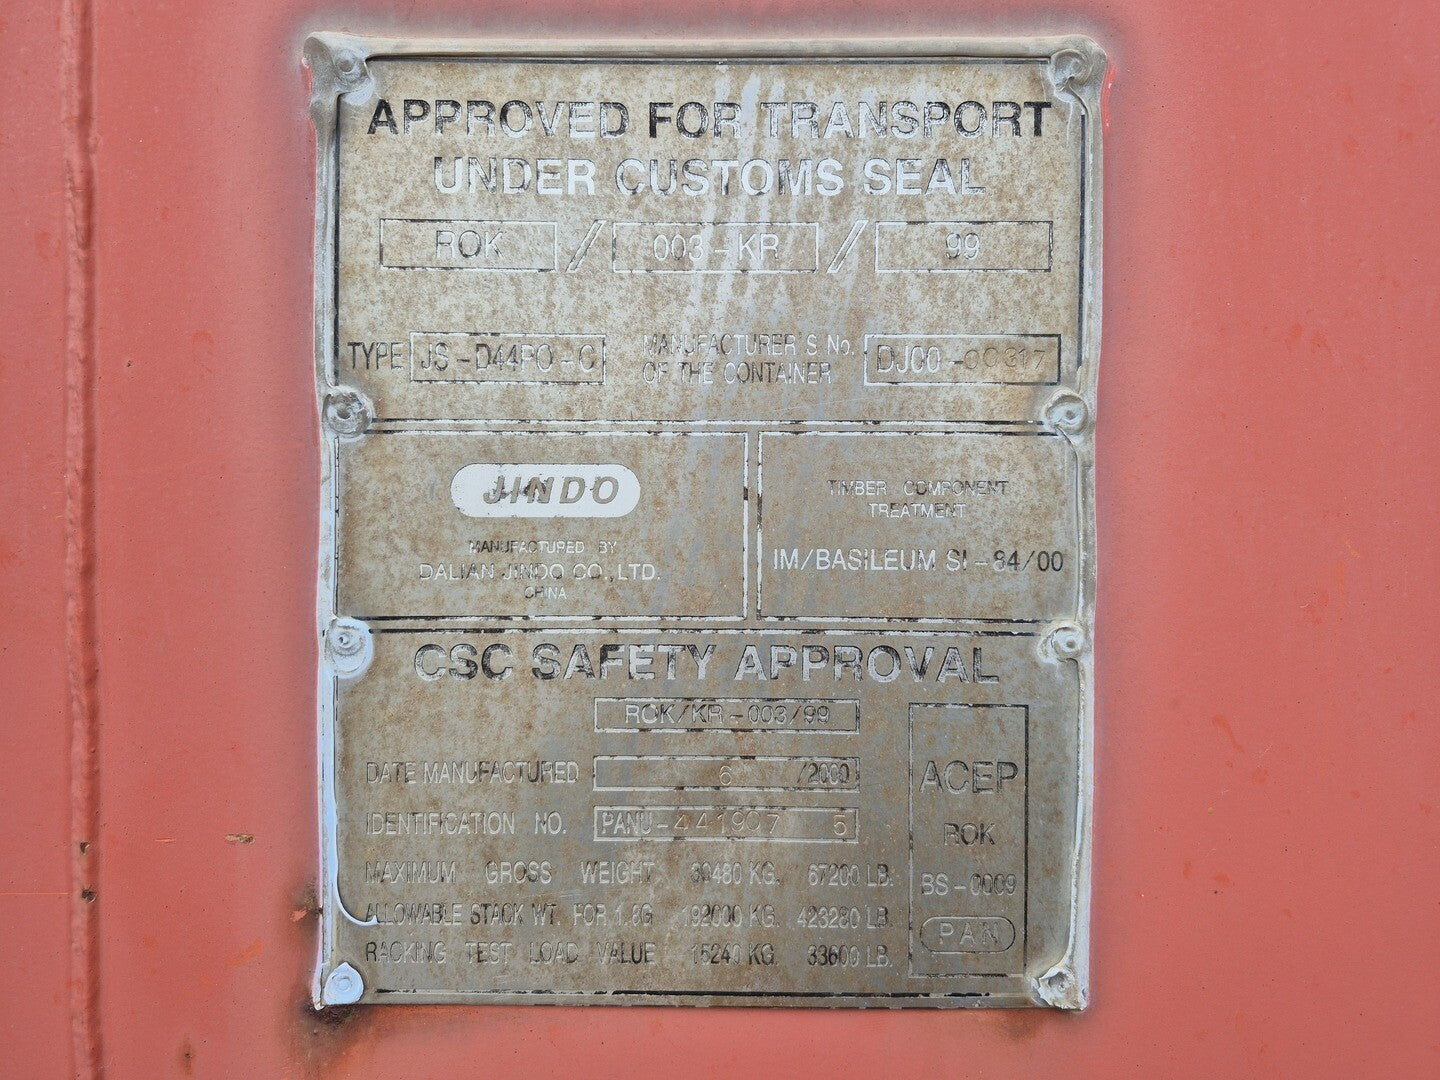 APPROVED FOR TRANSPORT
UNDER CUSTOMS SEAL
ROK / 003-KR / 99
TYPE JS-D44PO-C MANUFACTURER S No. OF THE CONTAINER DJ00-00317
JINDO
MANUFACTURED BY
DALIAN JINDO CO., LTD.
CHINA
TIMBER COMPONENT
TREATMENT
IM/BASILEUM SI-84/00
CSC SAFETY APPROVAL
ROK/KR-003/99
DATE MANUFACTURED 6 /2000
IDENTIFICATION NO. PANU-441907 5
MAXIMUM GROSS WEIGHT 30480 KG. 67200 LB.
ALLOWABLE STACK WT. FOR 1.8G 192000 KG. 423280 LB.
RACKING TEST LOAD VALUE 15240 KG. 33600 LB.
ACEP
ROK
BS-0009
PAN